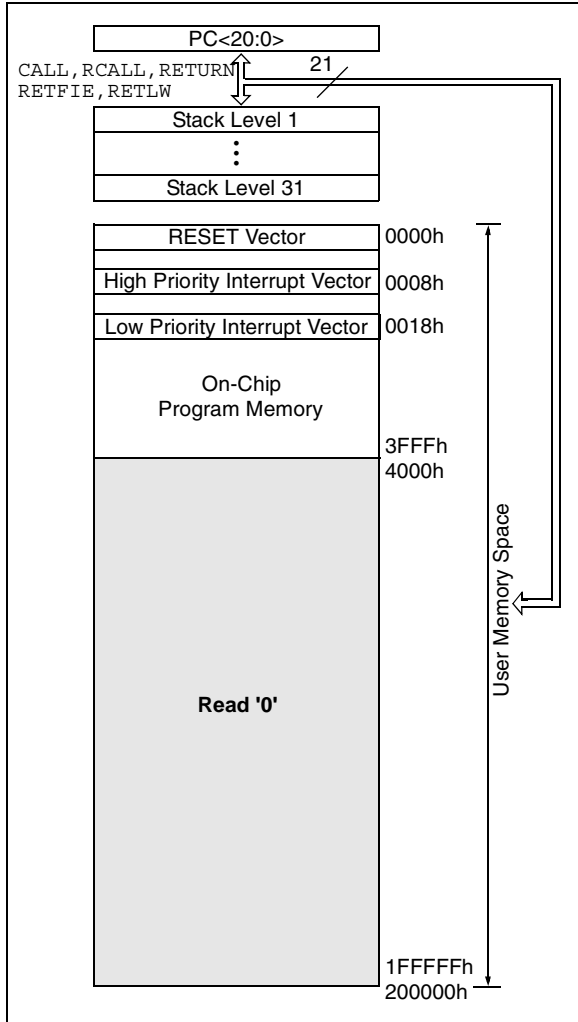 PC<20:0>
CALL,RCALL,RETURN
RETFIE,RETLW
21
Stack Level 1
Stack Level 31
RESET Vector
0000h
High Priority Interrupt Vector
0008h
Low Priority Interrupt Vector
0018h
On-Chip
Program Memory
3FFFh
4000h
User Memory Space
Read '0'
1FFFFFh
200000h